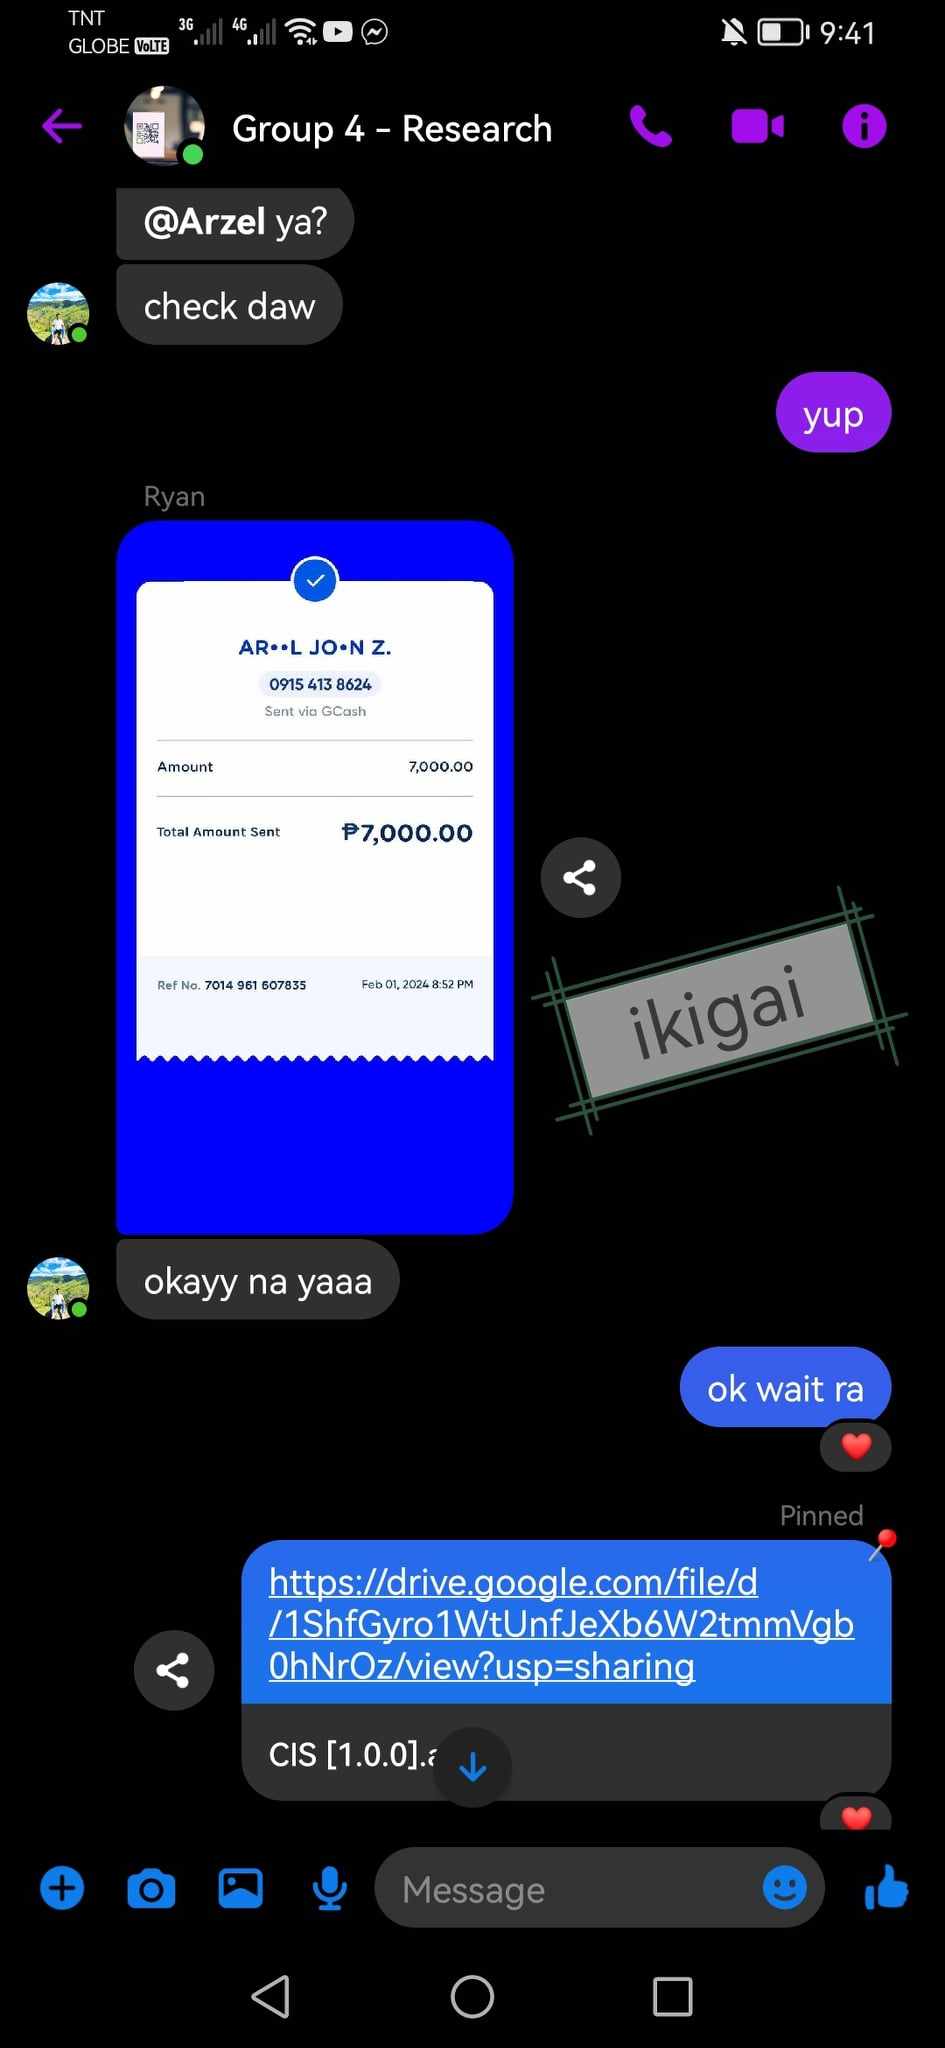 TNT 3G 4G 9:41
GLOBE VoLTE
Group 4 - Research
@Arzel ya?
check daw
yup
Ryan
AR••L JO•N Z.
0915 413 8624
Sent via GCash
Amount 7,000.00
Total Amount Sent ₱7,000.00
Ref No. 7014 961 607835 Feb 01, 2024 8:52 PM
ikigai
okayy na yaaa
ok wait ra
Pinned
https://drive.google.com/file/d
/1ShfGyro1WtUnfJeXb6W2tmmVgb
0hNrOz/view?usp=sharing
CIS [1.0.0].
Message